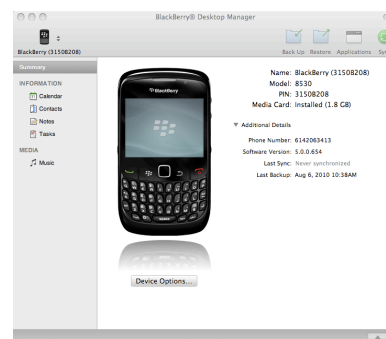 BlackBerry® Desktop Manager
BlackBerry (3150B208)
Back Up Restore Applications
Summary
Name: BlackBerry (3150B208)
Model: 8530
PIN: 3150B208
Media Card: Installed (1.8 GB)
INFORMATION
Calendar
Contacts
Notes
Tasks
MEDIA
Music
BlackBerry
Additional Details
Phone Number: 6142063413
Software Version: 5.0.0.654
Last Sync: Never synchronized
Last Backup: Aug 6, 2010 10:38AM
Device Options...